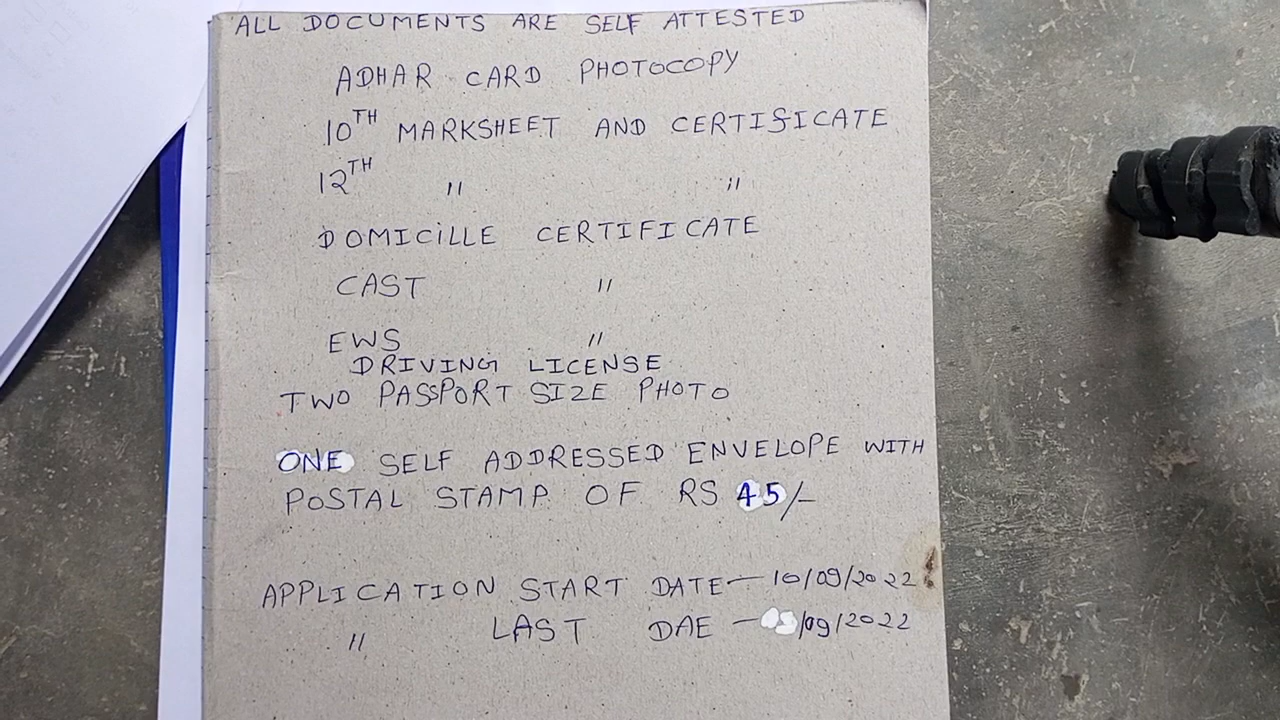 ALL DOCUMENTS ARE SELF ATTESTED
ADHAR CARD PHOTOCOPY
10TH MARKSHEET AND CERTIFICATE
12TH " "
DOMICILLE CERTIFICATE
CAST "
EWS "
DRIVING LICENSE
TWO PASSPORT SIZE PHOTO
ONE SELF ADDRESSED ENVELOPE WITH
POSTAL STAMP OF RS 45/-
APPLICATION START DATE - 10/09/2022
" LAST DAE - /09/2022